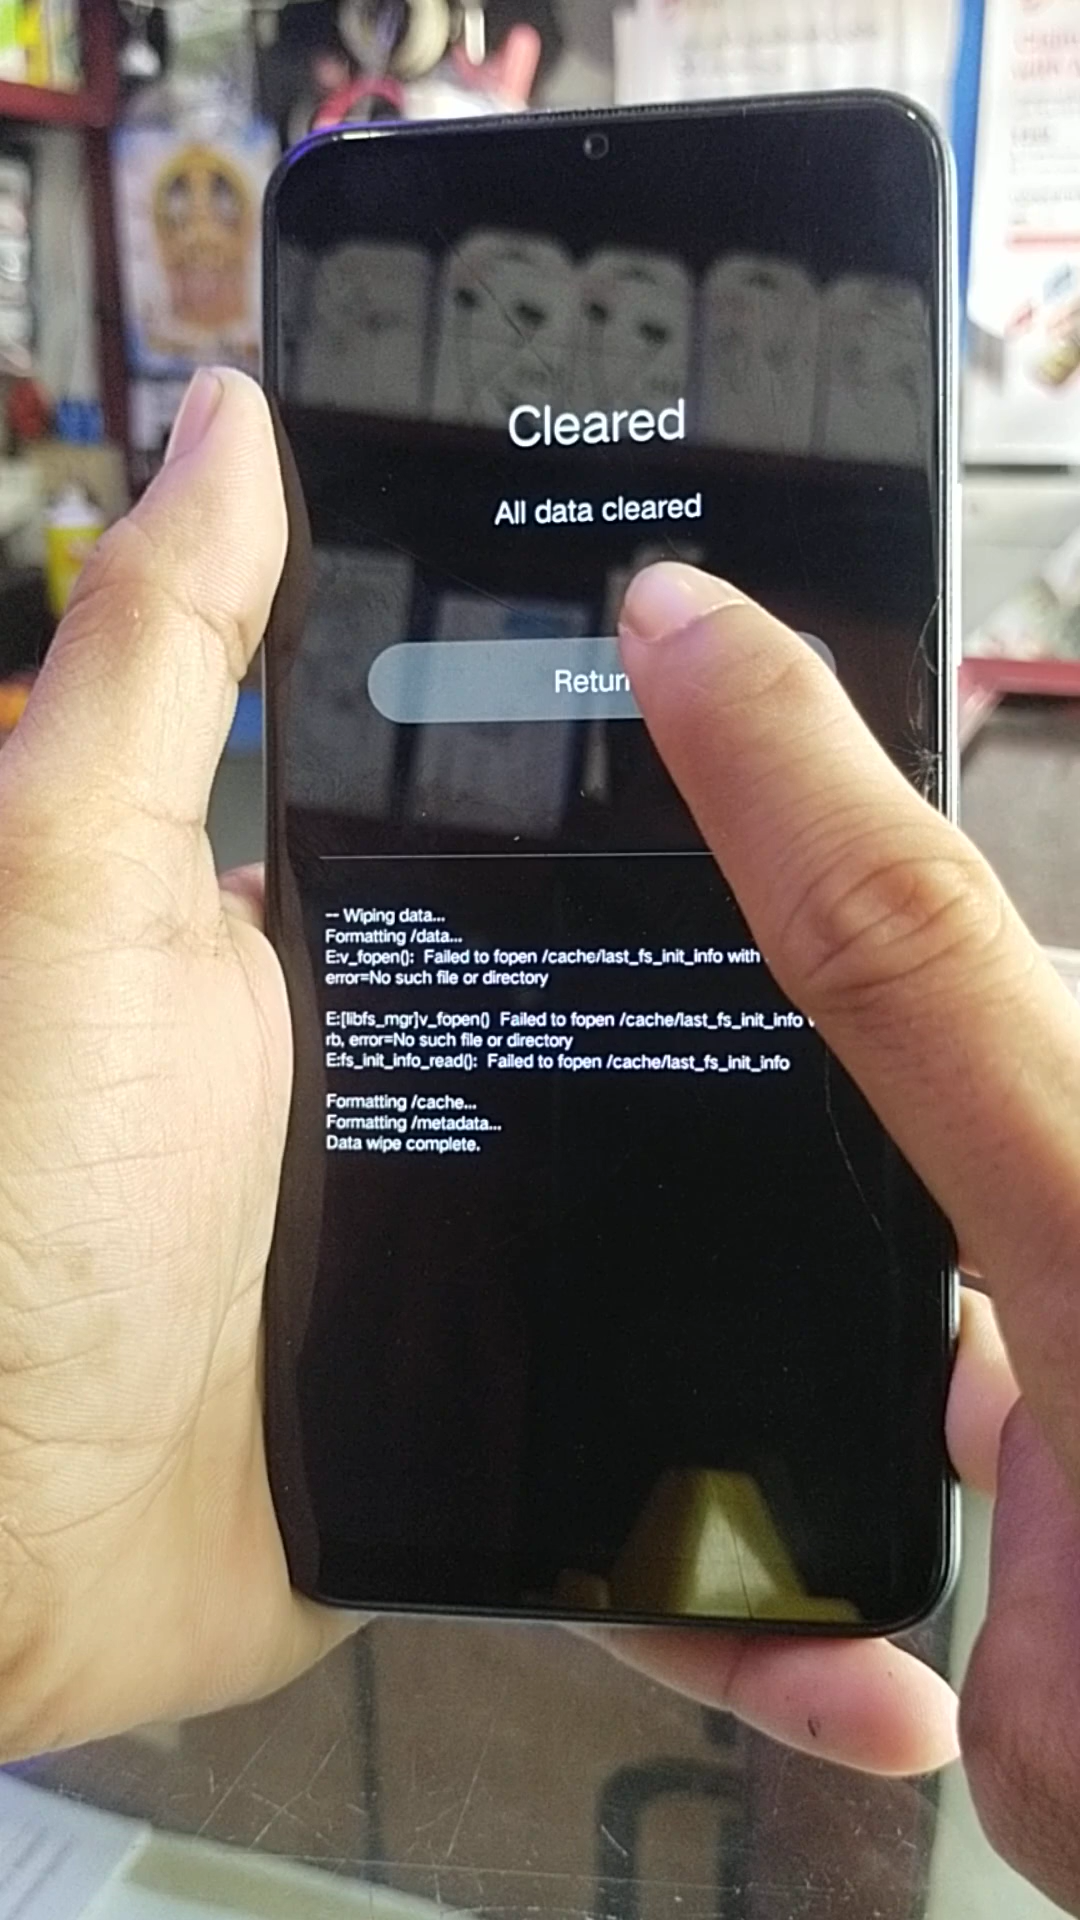 Cleared
All data cleared
Return
-- Wiping data...
Formatting /data...
E:v_fopen(): Failed to fopen /cache/last_fs_init_info with
error=No such file or directory
E:[libfs_mgr]v_fopen() Failed to fopen /cache/last_fs_init_info
rb, error=No such file or directory
E:fs_init_info_read(): Failed to fopen /cache/last_fs_init_info
Formatting /cache...
Formatting /metadata...
Data wipe complete.